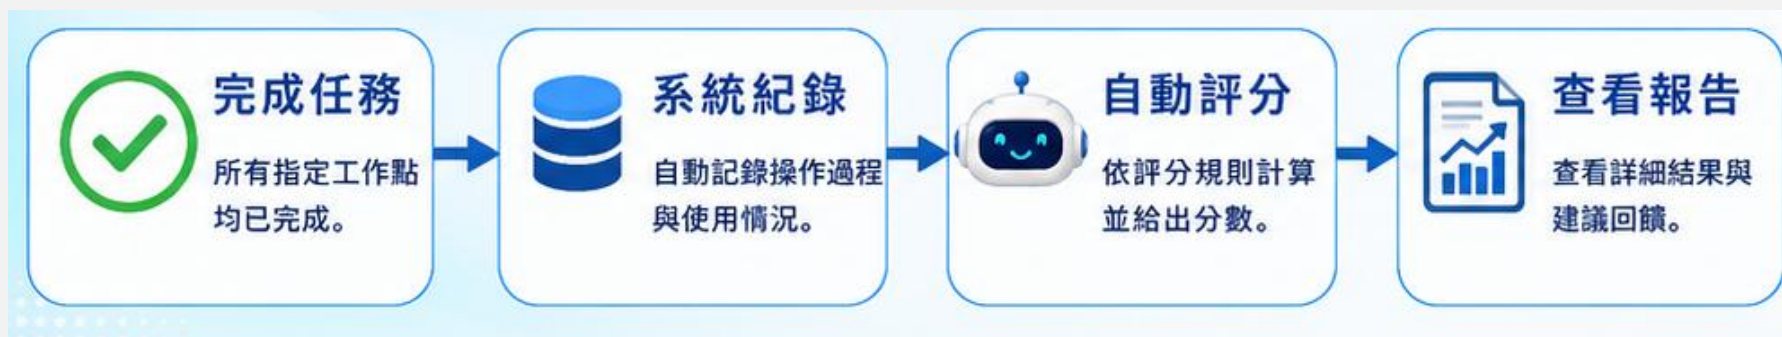 完成任務
所有指定工作點
均已完成。
系統紀錄
自動記錄操作過程
與使用情況。
自動評分
依評分規則計算
並給出分數。
查看報告
查看詳細結果與
建議回饋。